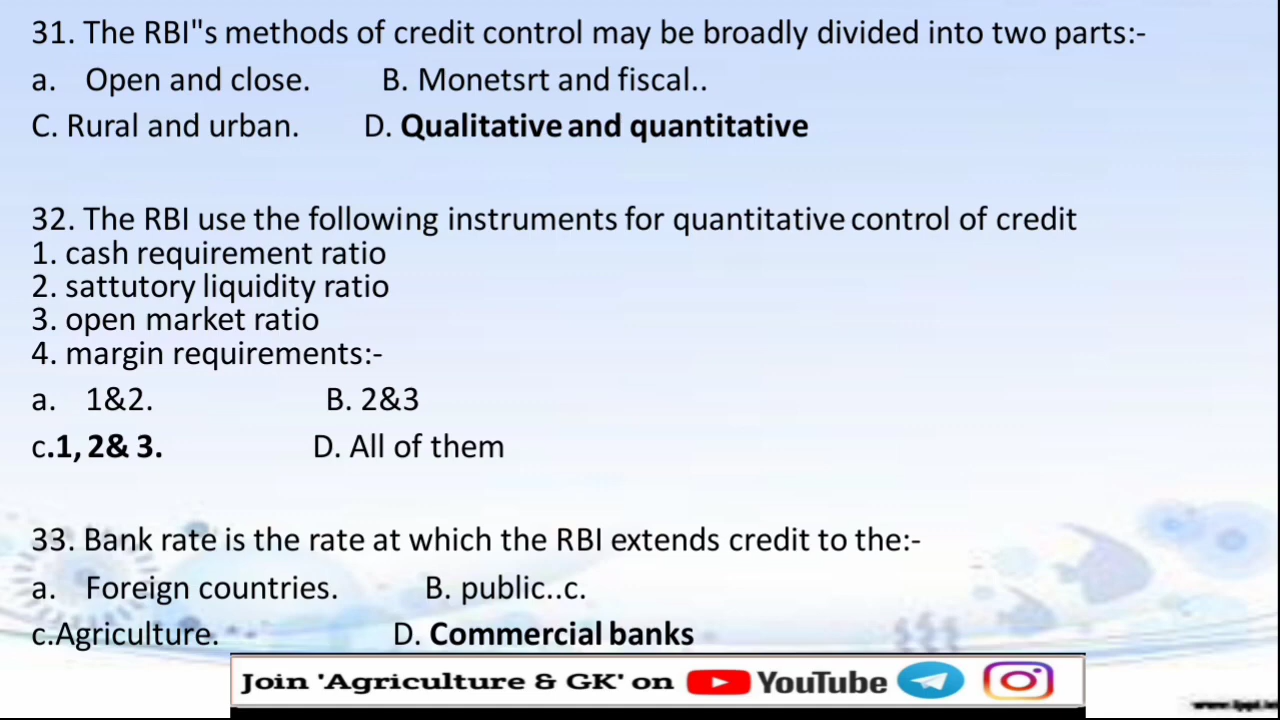 31. The RBI"s methods of credit control may be broadly divided into two parts:-
a. Open and close. B. Monetsrt and fiscal..
C. Rural and urban. D. Qualitative and quantitative
32. The RBI use the following instruments for quantitative control of credit
1. cash requirement ratio
2. sattutory liquidity ratio
3. open market ratio
4. margin requirements:-
a. 1&2. B. 2&3
c.1, 2& 3. D. All of them
33. Bank rate is the rate at which the RBI extends credit to the:-
a. Foreign countries. B. public..c.
c.Agriculture. D. Commercial banks
Join 'Agriculture & GK' on YouTube